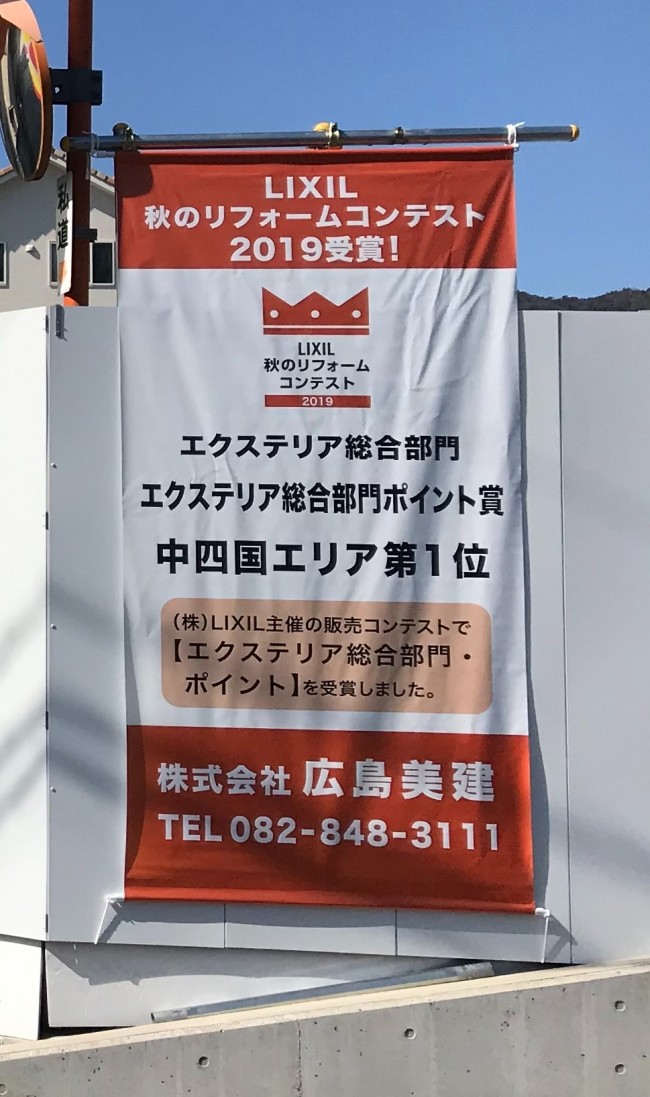 LIXIL
秋のリフォームコンテスト
2019受賞!
LIXIL
秋のリフォーム
コンテスト
2019
エクステリア総合部門
エクステリア総合部門ポイント賞
中四国エリア第1位
(株)LIXIL主催の販売コンテストで
【エクステリア総合部門・
ポイント】を受賞しました。
株式会社 広島美建
TEL 082-848-3111
私道